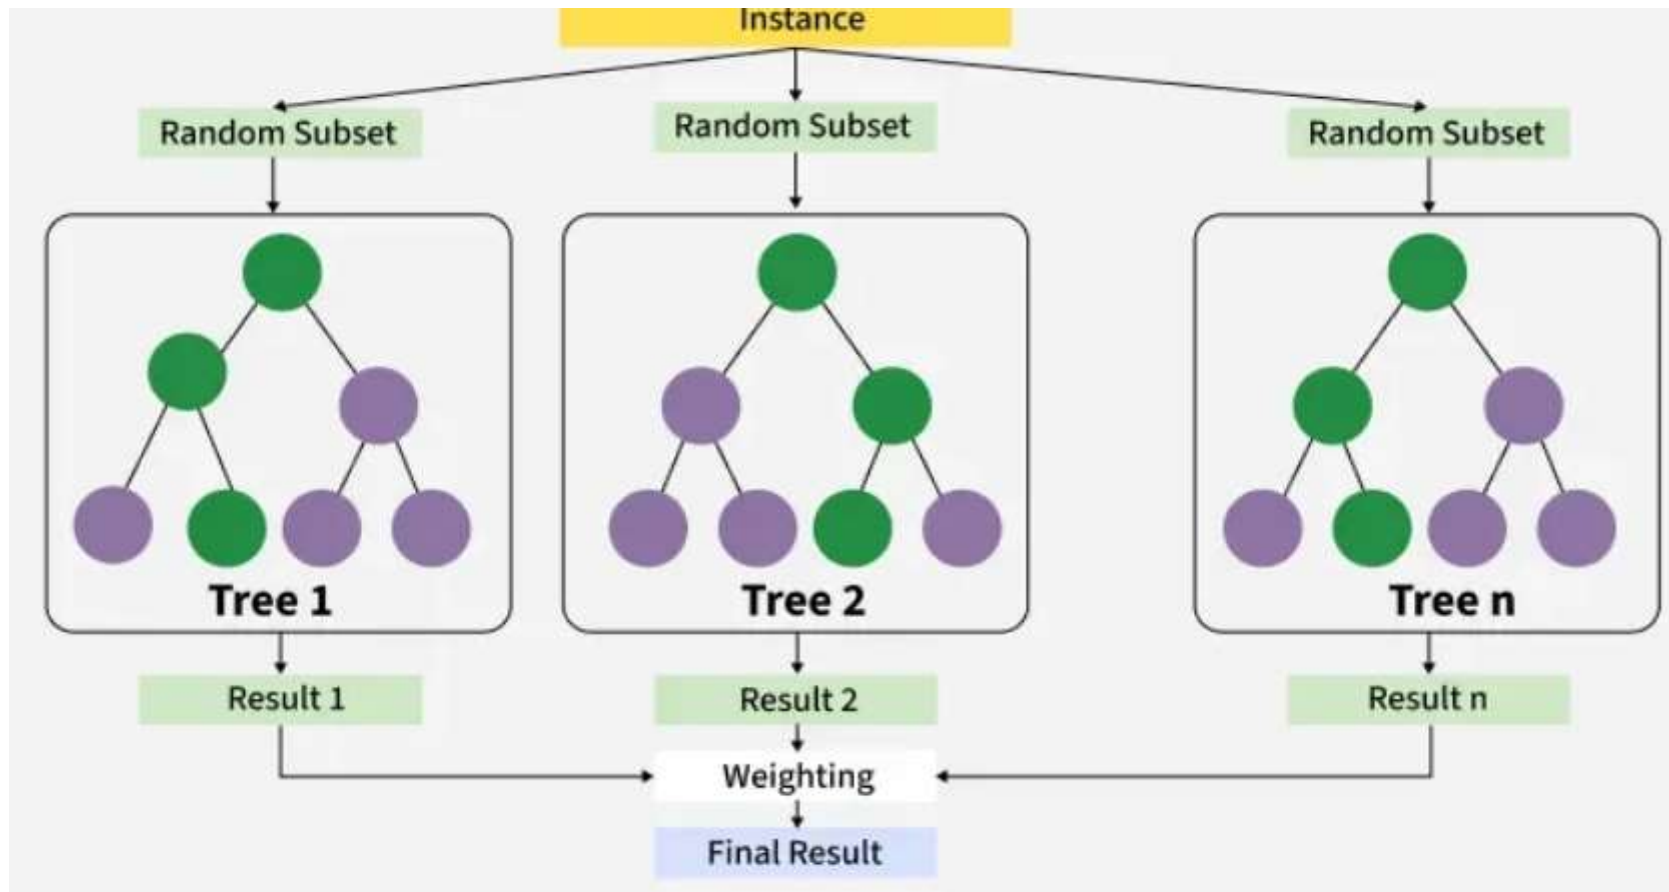 Instance
Random Subset
Random Subset
Random Subset
Tree 1
Tree 2
Tree n
Result 1
Result 2
Result n
Weighting
Final Result